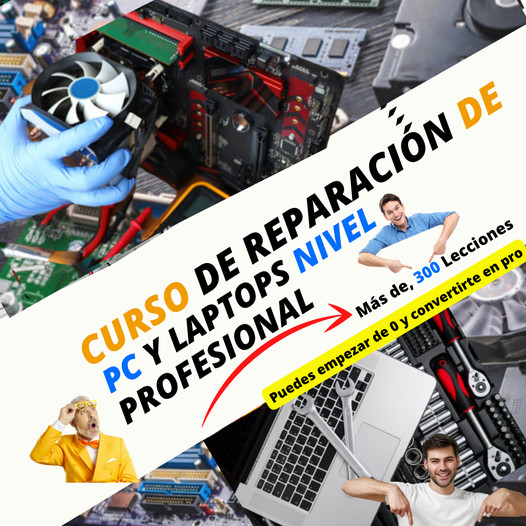 CURSO DE REPARACIÓN DE
PC Y LAPTOPS NIVEL
PROFESIONAL
Más de, 300 Lecciones
Puedes empezar de 0 y convertirte en pro